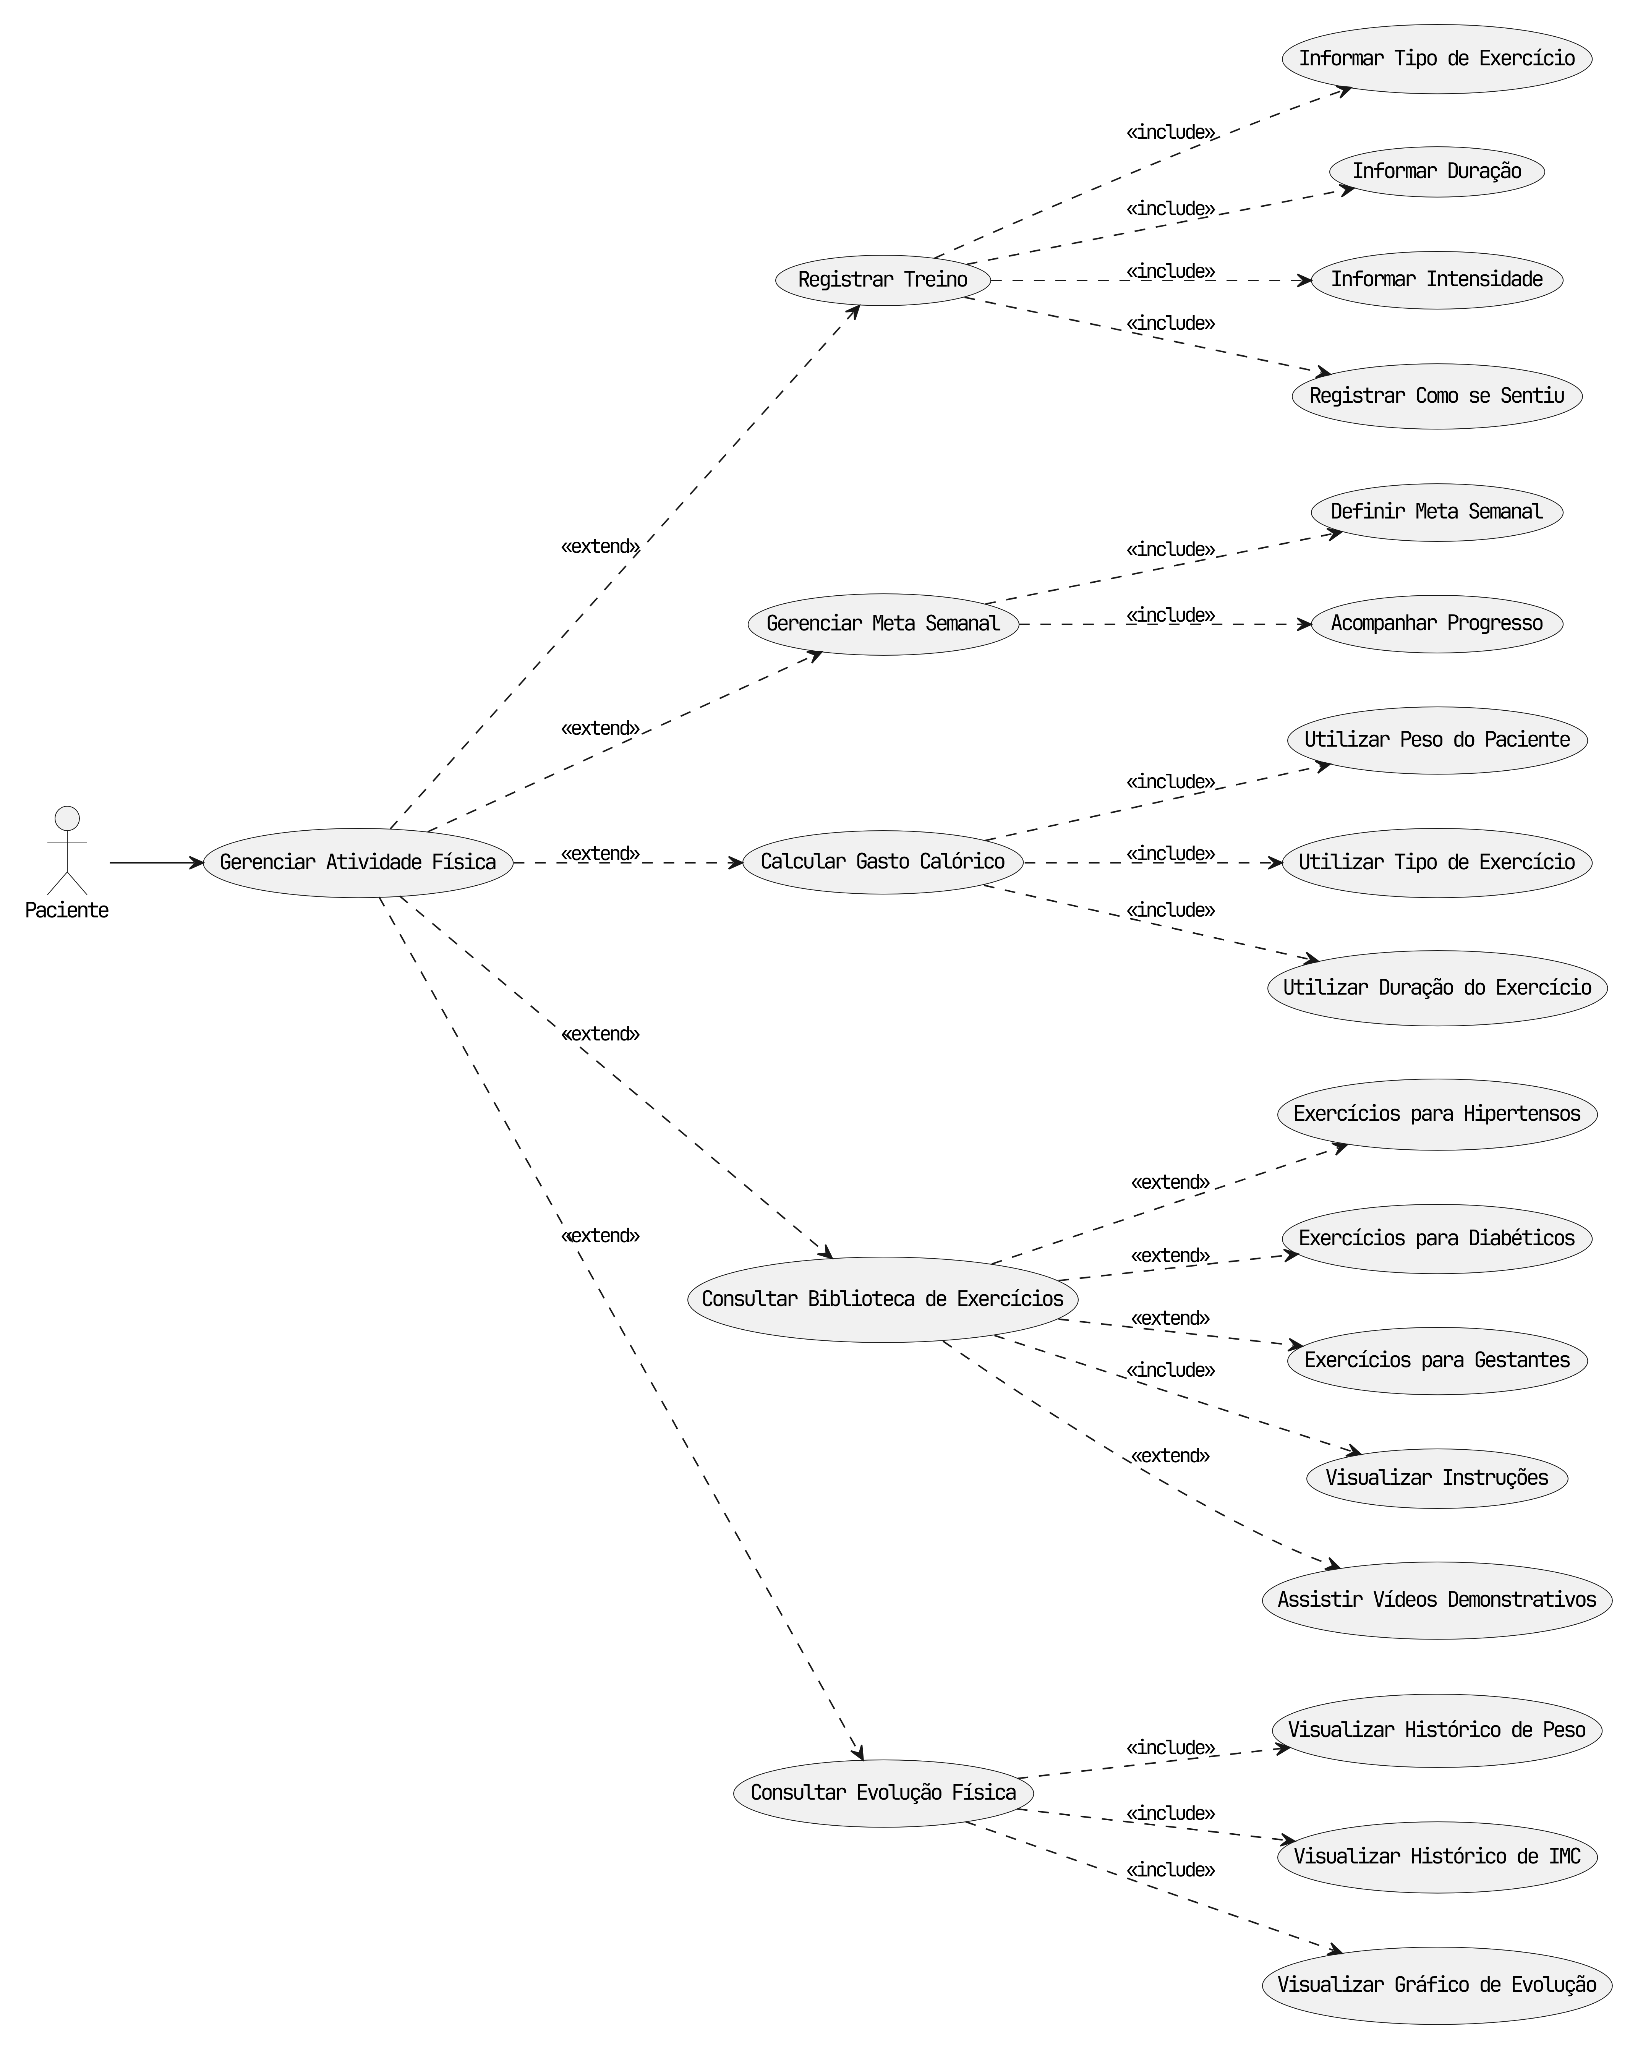 Informar Tipo de Exercício
«include»
Informar Duração
«include»
Registrar Treino
«include»
Informar Intensidade
«include»
Registrar Como se Sentiu
Definir Meta Semanal
«extend»
«include»
Gerenciar Meta Semanal
«include»
Acompanhar Progresso
«extend»
Utilizar Peso do Paciente
«include»
Paciente
Gerenciar Atividade Física
«extend»
Calcular Gasto Calórico
«include»
Utilizar Tipo de Exercício
«include»
Utilizar Duração do Exercício
«extend»
Exercícios para Hipertensos
«extend»
«extend»
Exercícios para Diabéticos
«extend»
Consultar Biblioteca de Exercícios
«extend»
Exercícios para Gestantes
«include»
Visualizar Instruções
«extend»
Assistir Vídeos Demonstrativos
Visualizar Histórico de Peso
«include»
Consultar Evolução Física
«include»
Visualizar Histórico de IMC
«include»
Visualizar Gráfico de Evolução